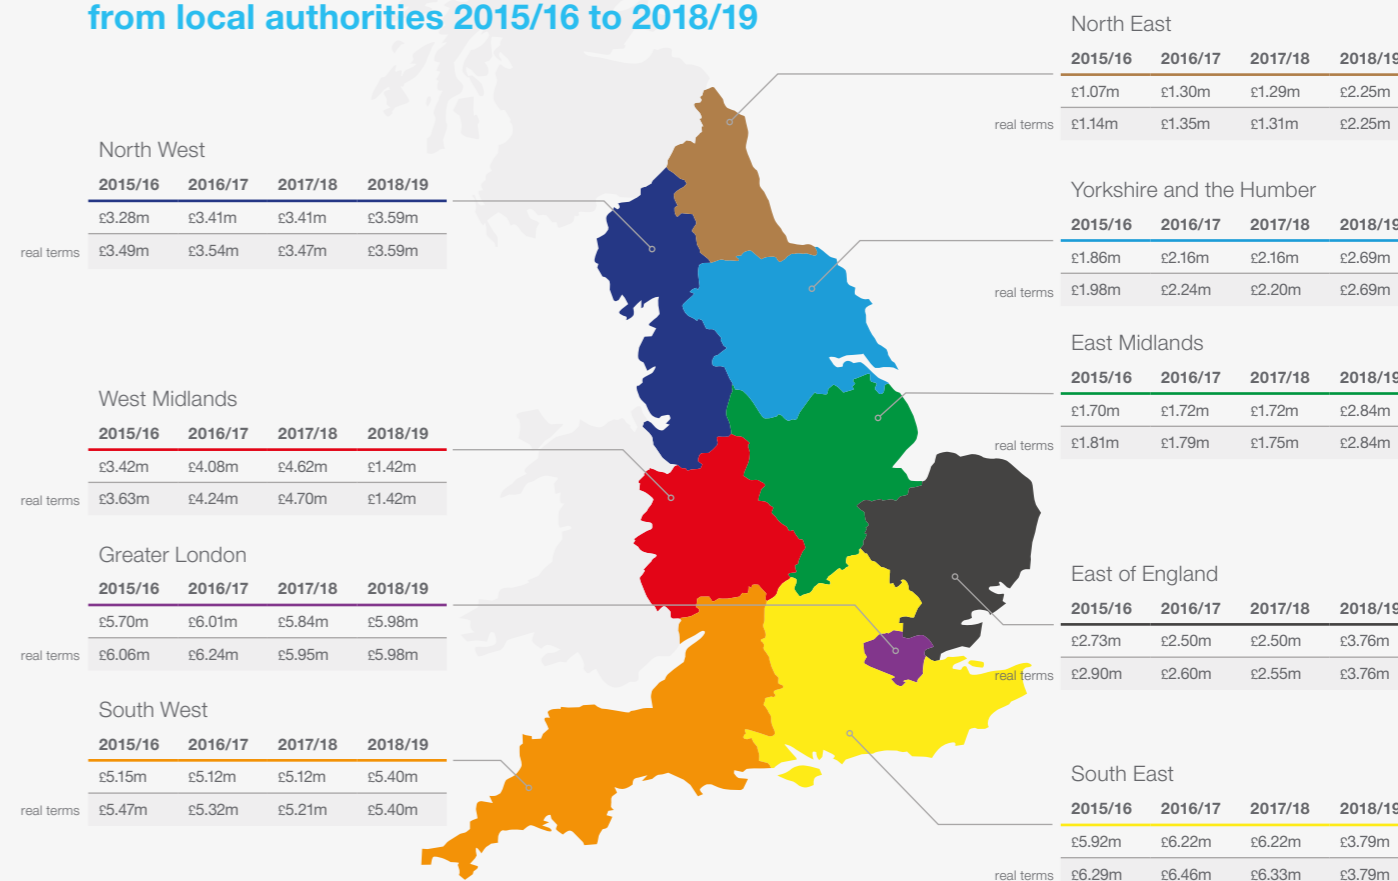 from local authorities 2015/16 to 2018/19
North West
2015/16 2016/17 2017/18 2018/19
£3.28m £3.41m £3.41m £3.59m
real terms £3.49m £3.54m £3.47m £3.59m
West Midlands
2015/16 2016/17 2017/18 2018/19
£3.42m £4.08m £4.62m £1.42m
real terms £3.63m £4.24m £4.70m £1.42m
Greater London
2015/16 2016/17 2017/18 2018/19
£5.70m £6.01m £5.84m £5.98m
real terms £6.06m £6.24m £5.95m £5.98m
South West
2015/16 2016/17 2017/18 2018/19
£5.15m £5.12m £5.12m £5.40m
real terms £5.47m £5.32m £5.21m £5.40m
North East
2015/16 2016/17 2017/18 2018/19
£1.07m £1.30m £1.29m £2.25m
real terms £1.14m £1.35m £1.31m £2.25m
Yorkshire and the Humber
2015/16 2016/17 2017/18 2018/19
£1.86m £2.16m £2.16m £2.69m
real terms £1.98m £2.24m £2.20m £2.69m
East Midlands
2015/16 2016/17 2017/18 2018/19
£1.70m £1.72m £1.72m £2.84m
real terms £1.81m £1.79m £1.75m £2.84m
East of England
2015/16 2016/17 2017/18 2018/19
£2.73m £2.50m £2.50m £3.76m
real terms £2.90m £2.60m £2.55m £3.76m
South East
2015/16 2016/17 2017/18 2018/19
£5.92m £6.22m £6.22m £3.79m
real terms £6.29m £6.46m £6.33m £3.79m